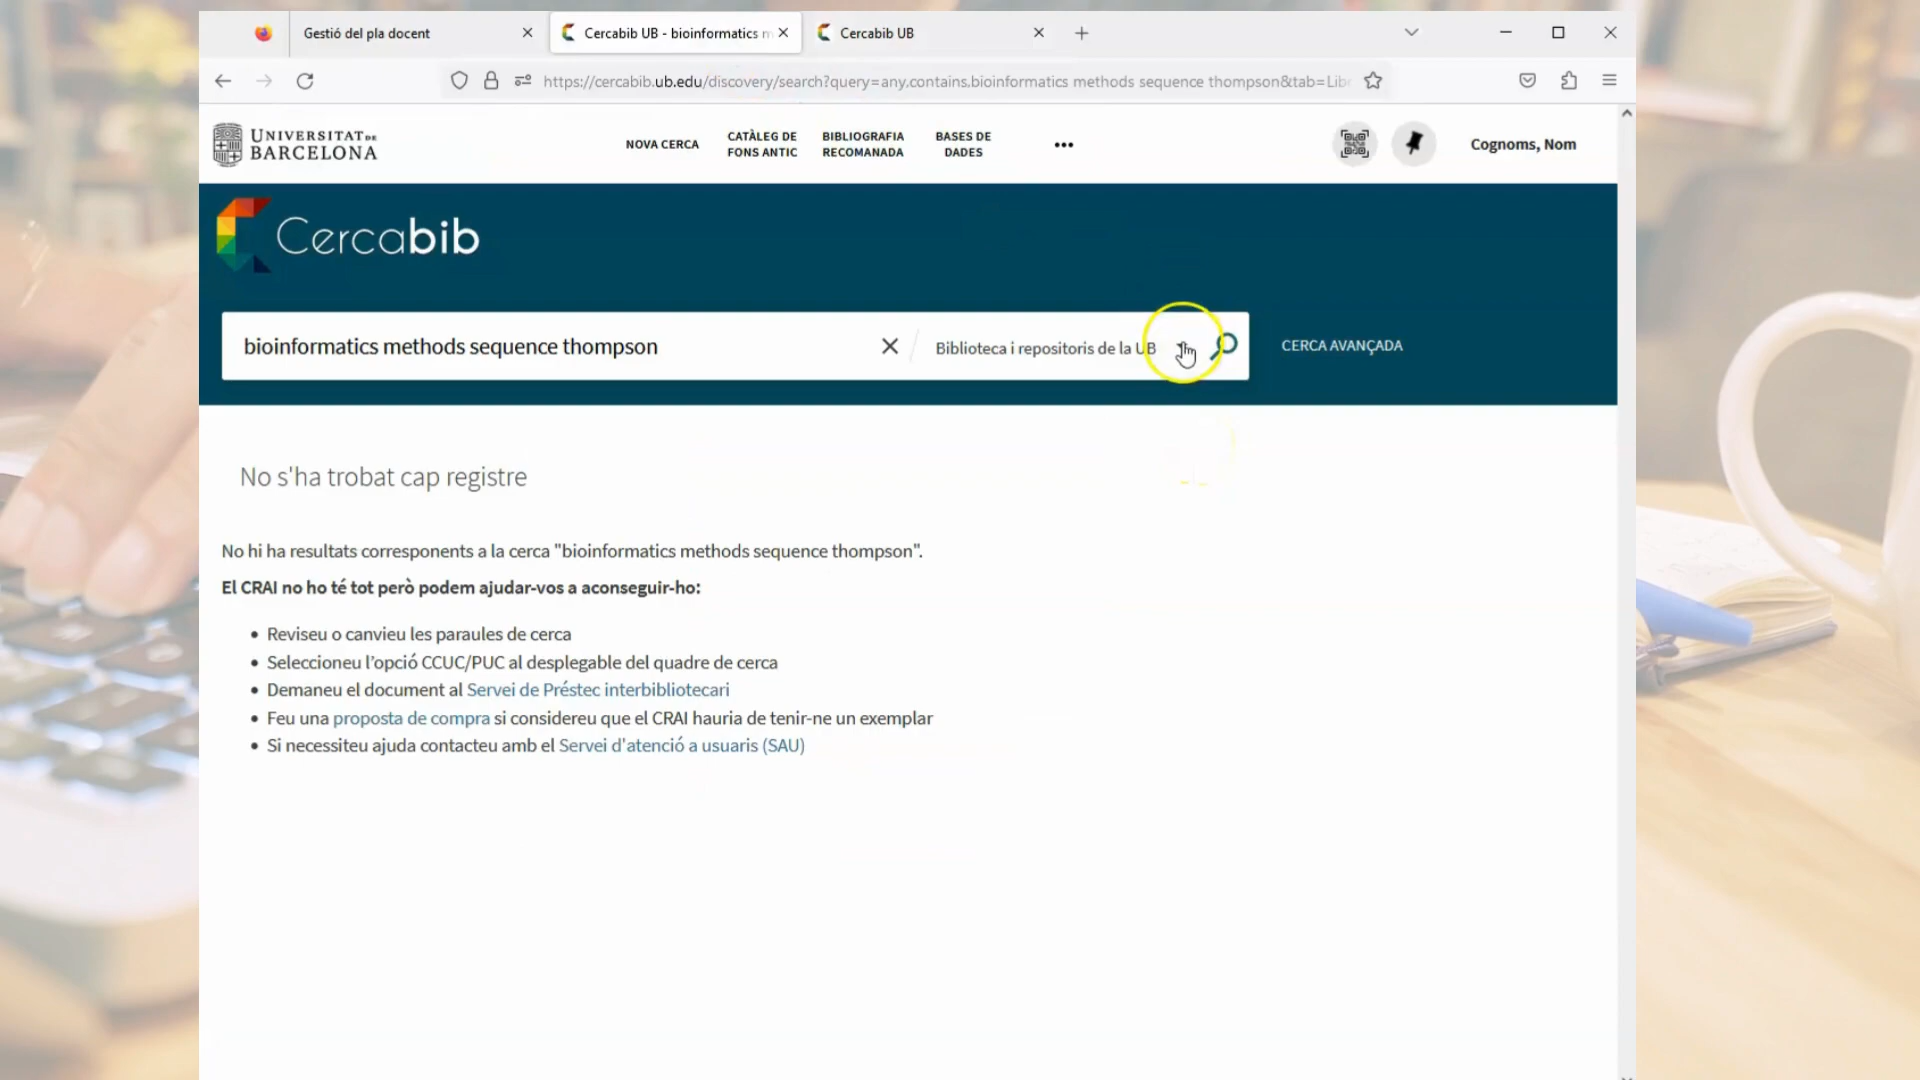 Gestió del pla docent
Cercabib UB - bioinformatics m
Cercabib UB
https://cercabib.ub.edu/discovery/search?query=any,contains,bioinformatics methods sequence thompson&tab=Lib
UNIVERSITAT DE
BARCELONA
NOVA CERCA
CATÀLEG DE
FONS ANTIC
BIBLIOGRAFIA
RECOMANADA
BASES DE
DADES
Cognoms, Nom
Cercabib
bioinformatics methods sequence thompson
Biblioteca i repositoris de la UB
CERCA AVANÇADA
No s'ha trobat cap registre
No hi ha resultats corresponents a la cerca "bioinformatics methods sequence thompson".
El CRAI no ho té tot però podem ajudar-vos a aconseguir-ho:
• Reviseu o canvieu les paraules de cerca
• Seleccioneu l'opció CCUC/PUC al desplegable del quadre de cerca
• Demaneu el document al Servei de Préstec interbibliotecari
• Feu una proposta de compra si considereu que el CRAI hauria de tenir-ne un exemplar
• Si necessiteu ajuda contacteu amb el Servei d'atenció a usuaris (SAU)